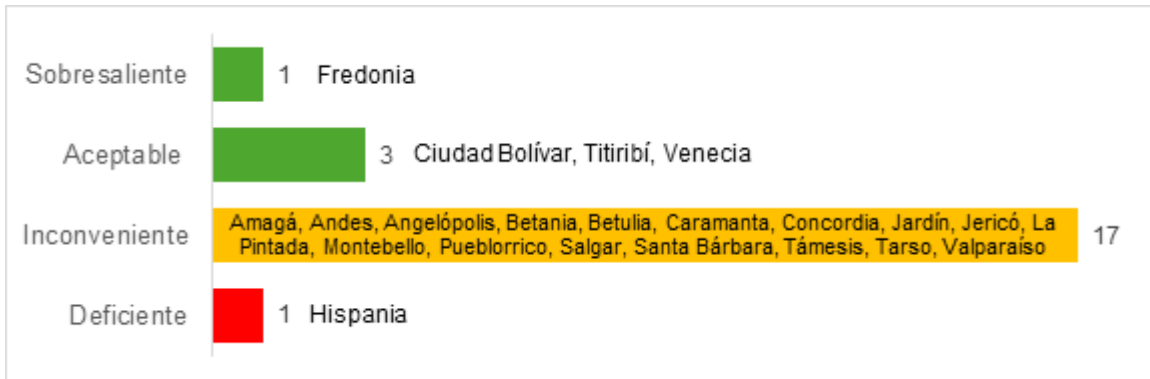 Sobresaliente 1 Fredonia
Aceptable 3 Ciudad Bolívar, Titiribí, Venecia
Amagá, Andes, Angelópolis, Betania, Betulia, Caramanta, Concordia, Jardín, Jericó, La
Inconveniente 17
Pintada, Montebello, Pueblorrico, Salgar, Santa Bárbara, Támesis, Tarso, Valparaíso
Deficiente 1 Hispania